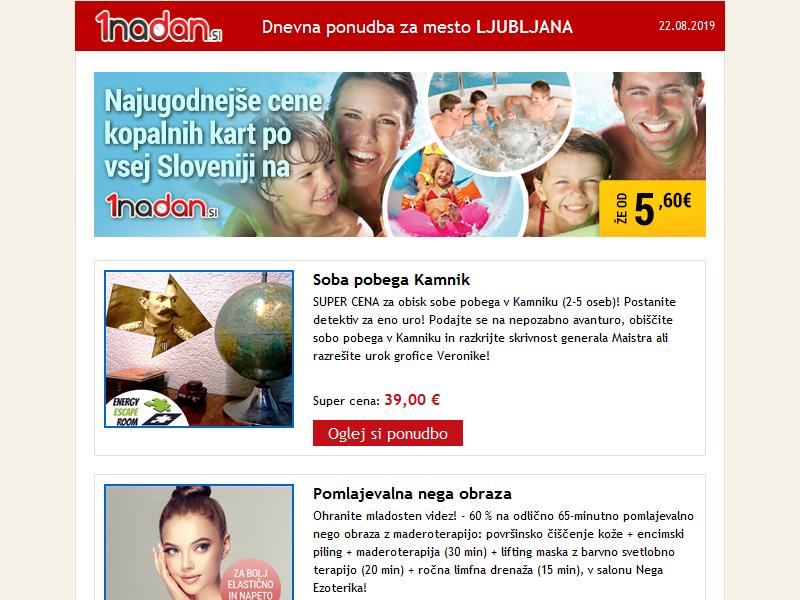 1nadan.SI
Dnevna ponudba za mesto LJUBLJANA
22.08.2019
Najugodnejše cene
kopalnih kart po
vsej Sloveniji na
1nadan.SI
ŽE OD 5,60€
Soba pobega Kamnik
SUPER CENA za obisk sobe pobega v Kamniku (2-5 oseb)! Postanite
detektiv za eno uro! Podajte se na nepozabno avanturo, obiščite
sobo pobega v Kamniku in razkrijte skrivnost generala Maistra ali
razrešite urok grofice Veronike!
ENERGY
ESCAPE
ROOM
Super cena: 39,00 €
Oglej si ponudbo
Pomlajevalna nega obraza
Ohranite mladosten videz! - 60 % na odlično 65-minutno pomlajevalno
nego obraza z maderoterapijo: površinsko čiščenje kože + encimski
piling + maderoterapija (30 min) + lifting maska z barvno svetlobno
terapijo (20 min) + ročna limfna drenaža (15 min), v salonu Nega
Ezoterika!
ZA BOLJ
ELASTIČNO
IN NAPETO